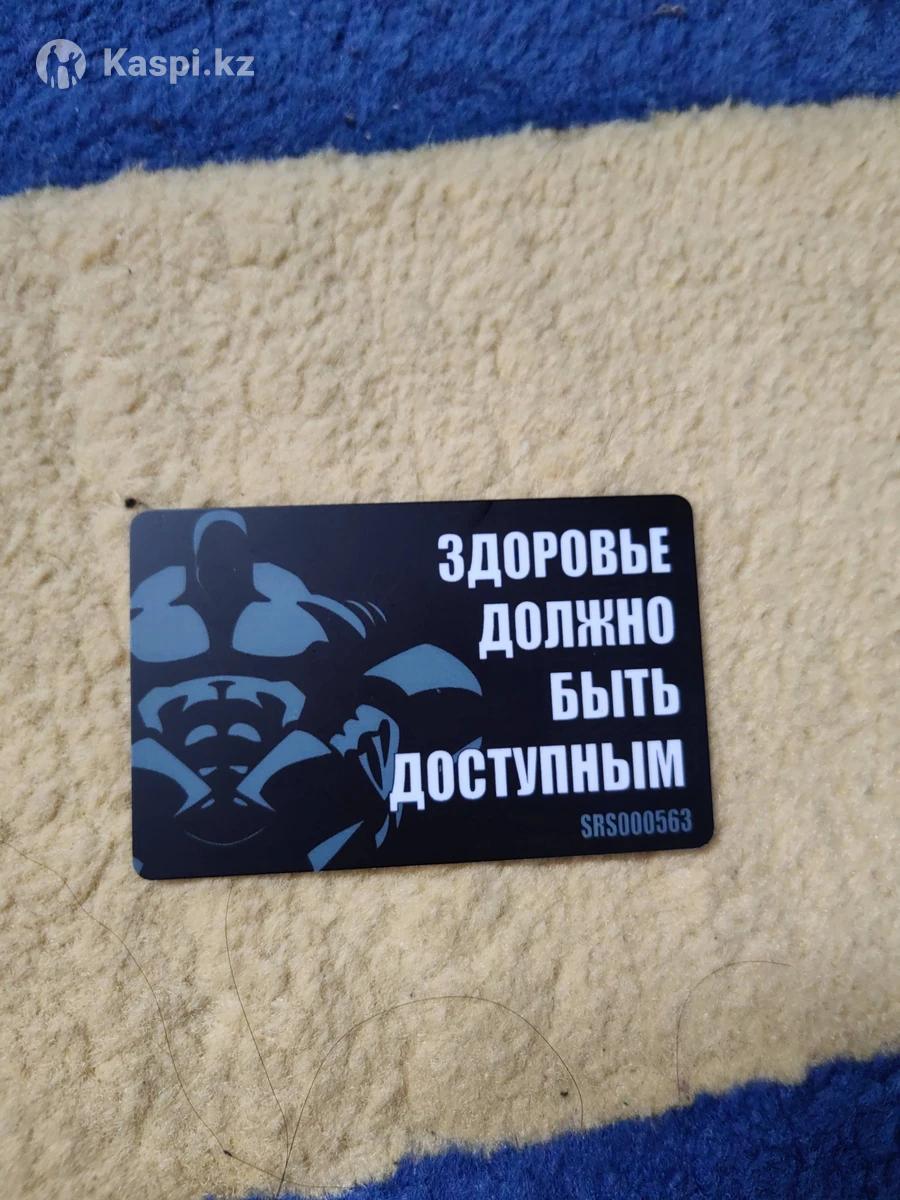 Kaspi.kz
ЗДОРОВЬЕ
ДОЛЖНО
БЫТЬ
ДОСТУПНЫМ
SRS000563